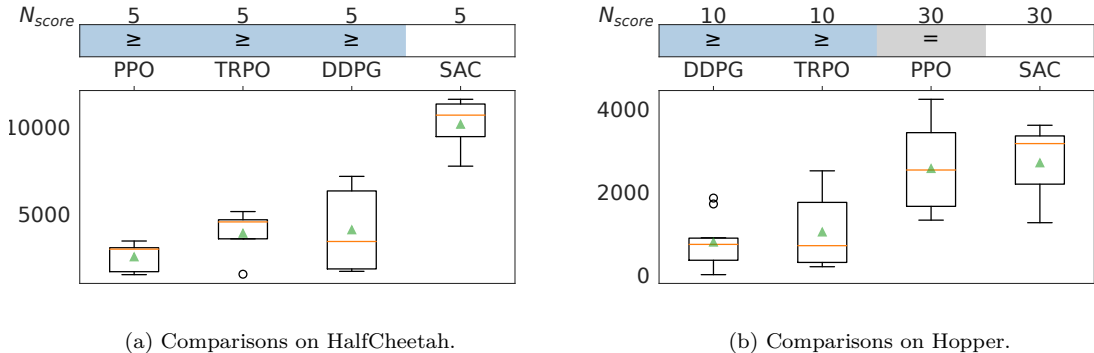 N_score 5 5 5 5
≥ ≥ ≥
PPO TRPO DDPG SAC
10000
5000
(a) Comparisons on HalfCheetah.
N_score 10 10 30 30
≥ ≥ =
DDPG TRPO PPO SAC
4000
2000
0
(b) Comparisons on Hopper.